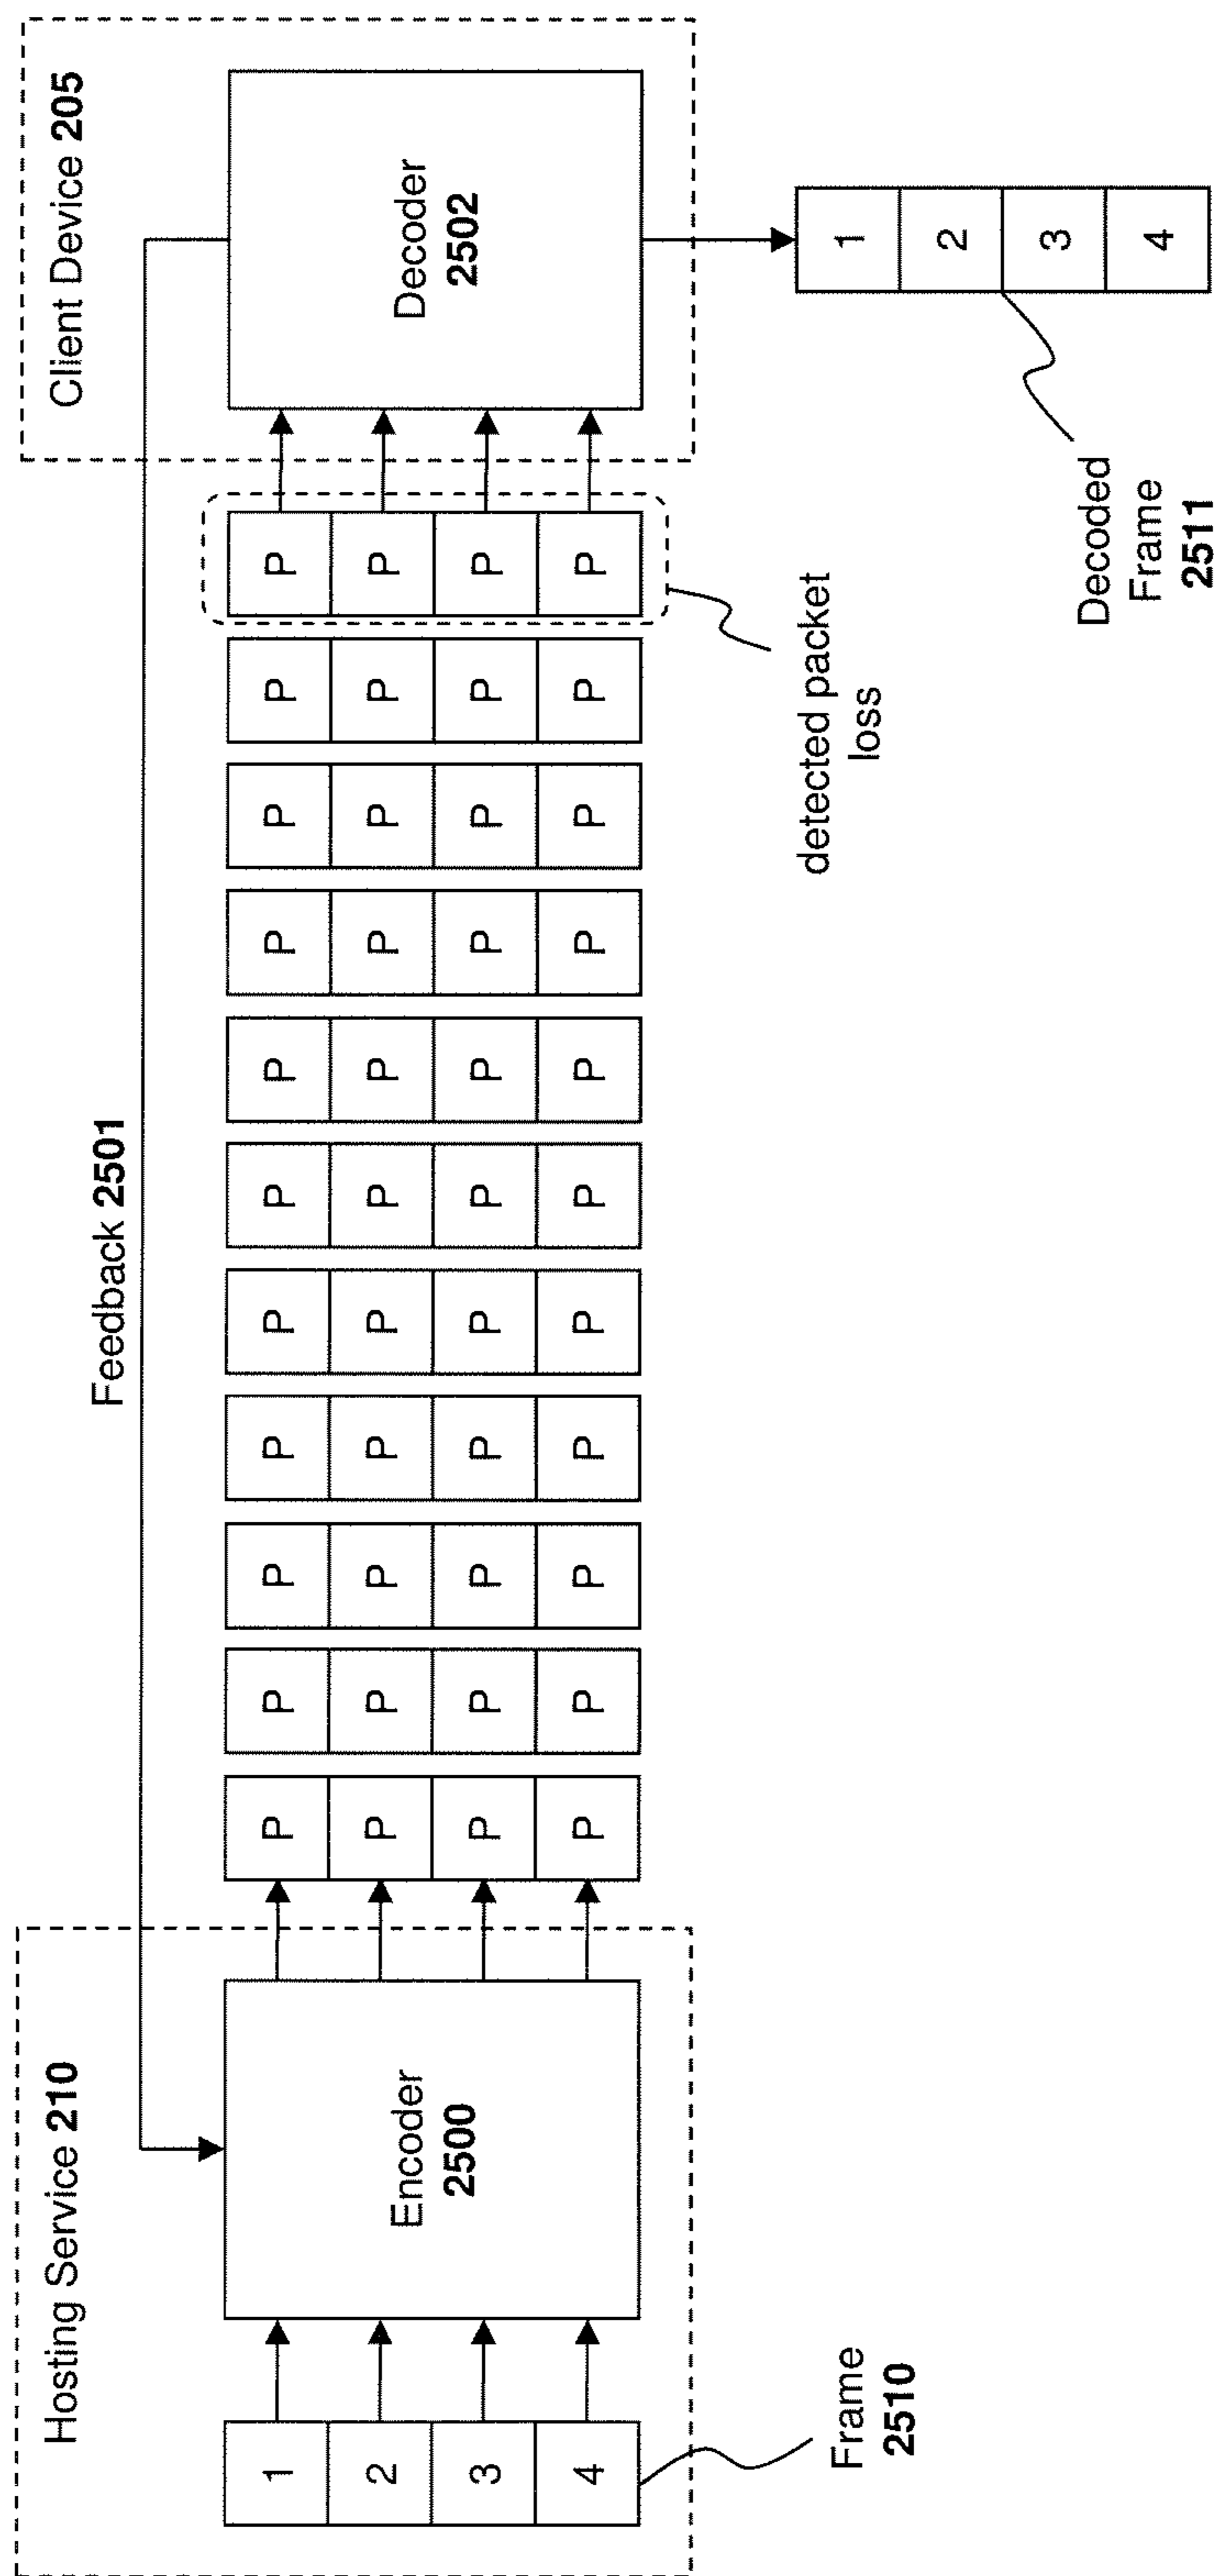 Hosting Service 210
Feedback 2501
Client Device 205
1
2
3
4
Encoder
2500
P P P P P P P P P P P
P P P P P P P P P P P
P P P P P P P P P P P
P P P P P P P P P P P
Decoder
2502
Frame
2510
detected packet
loss
1
2
3
4
Decoded
Frame
2511